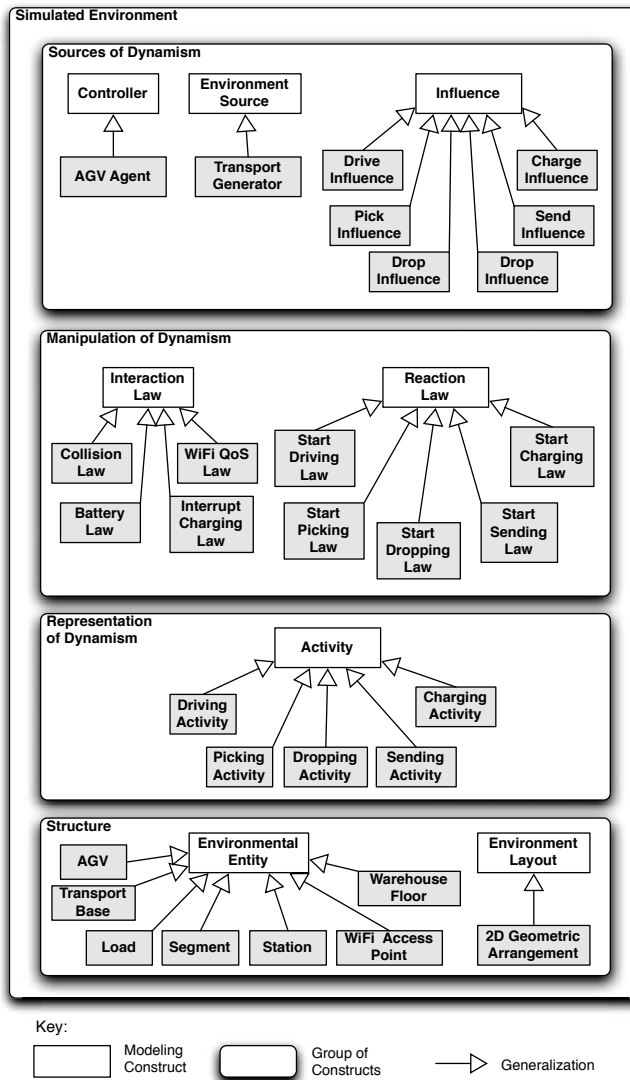 Simulated Environment
Sources of Dynamism
Controller
Environment
Source
Influence
AGV Agent
Transport
Generator
Drive
Influence
Charge
Influence
Pick
Influence
Send
Influence
Drop
Influence
Drop
Influence
Manipulation of Dynamism
Interaction
Law
Reaction
Law
Collision
Law
WiFi QoS
Law
Start
Driving
Law
Start
Charging
Law
Battery
Law
Interrupt
Charging
Law
Start
Picking
Law
Start
Dropping
Law
Start
Sending
Law
Representation
of Dynamism
Activity
Driving
Activity
Charging
Activity
Picking
Activity
Dropping
Activity
Sending
Activity
Structure
Environmental
Entity
Environment
Layout
AGV
Transport
Base
Warehouse
Floor
Load
Segment
Station
WiFi Access
Point
2D Geometric
Arrangement
Key:
Modeling
Construct
Group of
Constructs
Generalization